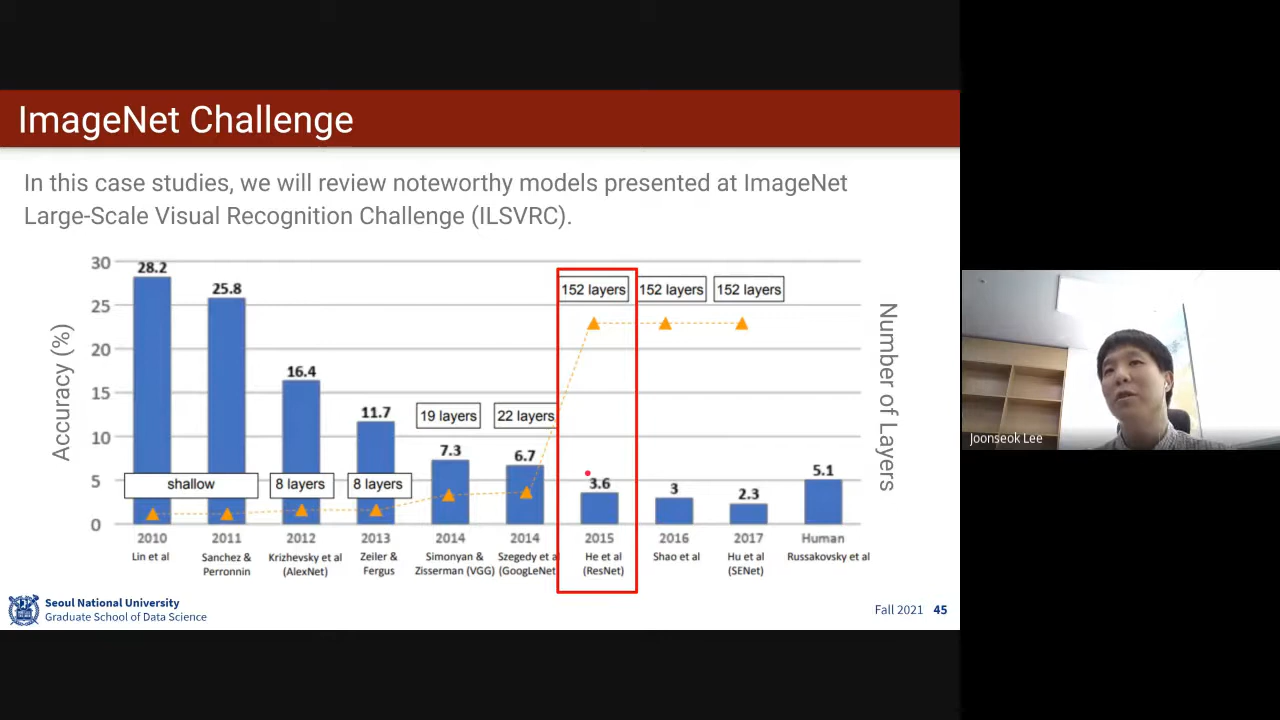 ImageNet Challenge
In this case studies, we will review noteworthy models presented at ImageNet
Large-Scale Visual Recognition Challenge (ILSVRC).
Accuracy (%)
Number of Layers
30
25
20
15
10
5
0
28.2
25.8
16.4
11.7
7.3
6.7
3.6
3
2.3
5.1
shallow
8 layers
8 layers
19 layers
22 layers
152 layers
152 layers
152 layers
2010
2011
2012
2013
2014
2014
2015
2016
2017
Human
Lin et al
Sanchez &
Perronnin
Krizhevsky et al
(AlexNet)
Zeiler &
Fergus
Simonyan &
Zisserman (VGG)
Szegedy et al
(GoogLeNet
He et al
(ResNet)
Shao et al
Hu et al
(SENet)
Russakovsky et al
Seoul National University
Graduate School of Data Science
Fall 2021 45
Joonseok Lee